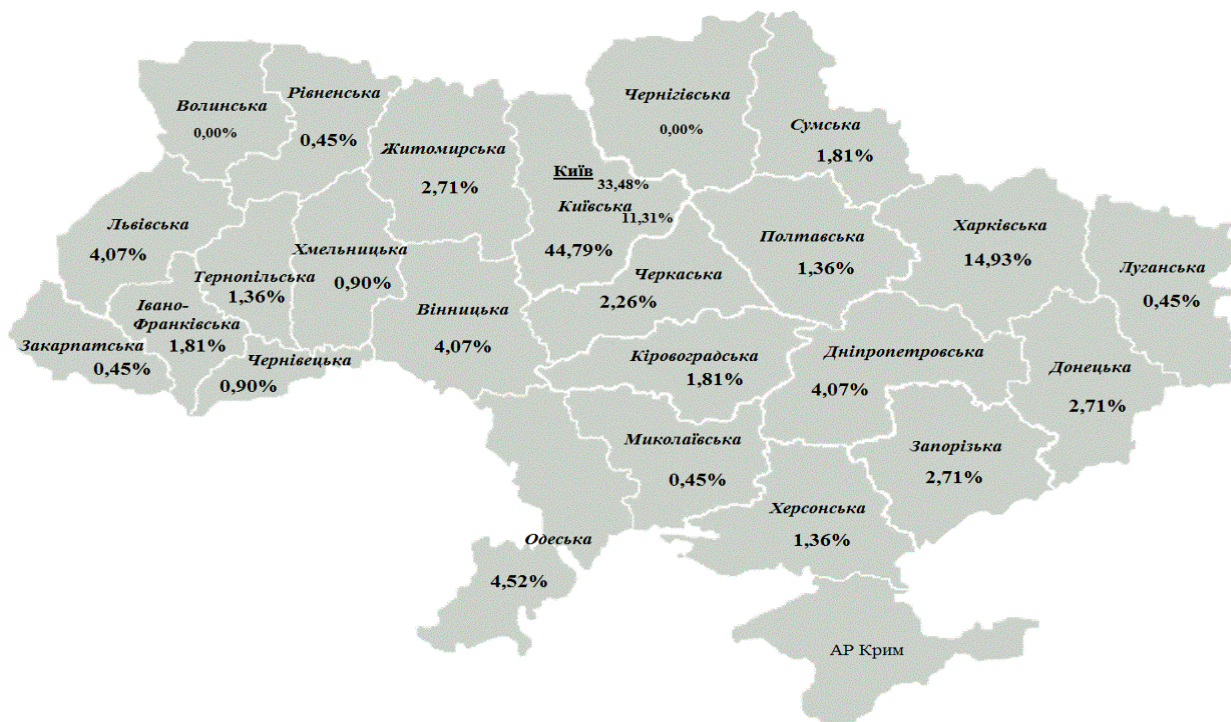 Волинська
0,00%
Рівненська
0,45%
Житомирська
2,71%
Київ 33,48%
Київська 11,31%
44,79%
Чернігівська
0,00%
Сумська
1,81%
Львівська
4,07%
Тернопільська
1,36%
Хмельницька
0,90%
Вінницька
4,07%
Черкаська
2,26%
Полтавська
1,36%
Харківська
14,93%
Луганська
0,45%
Івано-
Франківська
1,81%
Закарпатська
0,45%
Чернівецька
0,90%
Кіровоградська
1,81%
Дніпропетровська
4,07%
Донецька
2,71%
Миколаївська
0,45%
Запорізька
2,71%
Херсонська
1,36%
Одеська
4,52%
АР Крим